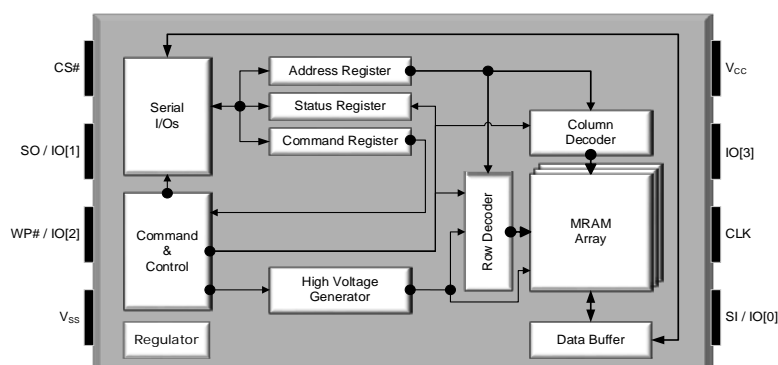 CS#
SO / IO[1]
WP# / IO[2]
VSS
Serial
I/Os
Command
&
Control
Regulator
Address Register
Status Register
Command Register
High Voltage
Generator
Row Decoder
Column
Decoder
MRAM
Array
Data Buffer
VCC
IO[3]
CLK
SI / IO[0]